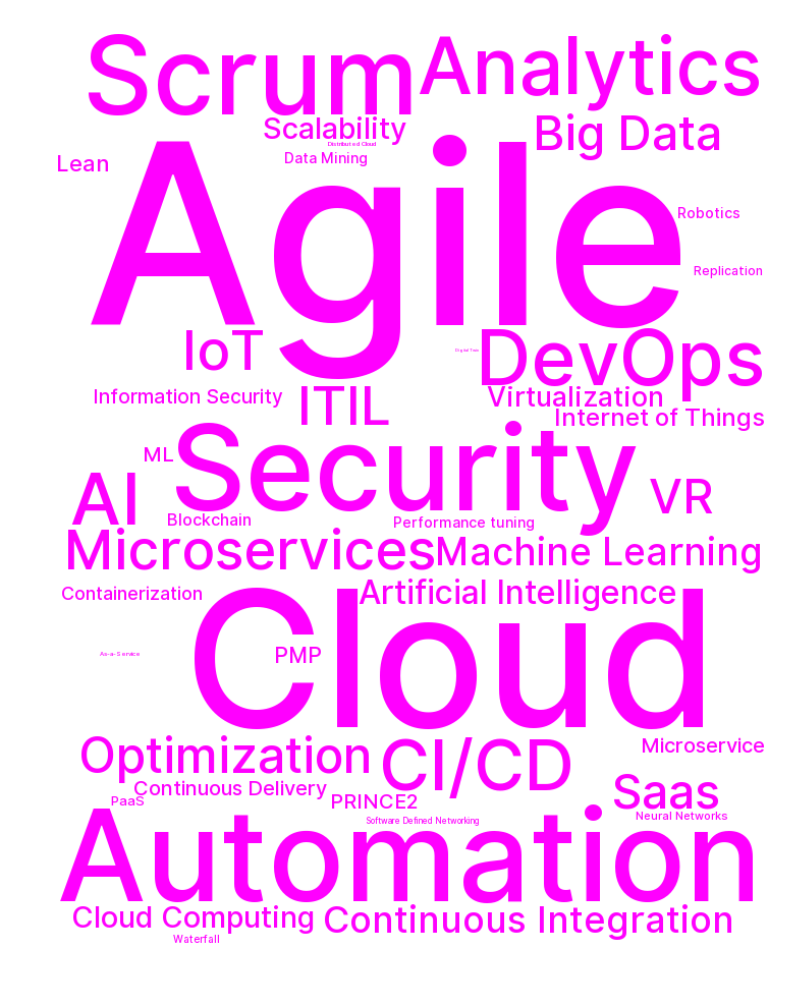 Scrum
Analytics
Scalability
Big Data
Distributed Cloud
Data Mining
Lean
Agile
Robotics
Replication
IoT
DevOps
Information Security
ITIL
Virtualization
Internet of Things
ML
Security
AI
VR
Blockchain
Performance tuning
Microservices
Machine Learning
Containerization
Artificial Intelligence
As-a-Service
PMP
Cloud
Optimization
CI/CD
Microservice
Continuous Delivery
PaaS
PRINCE2
Saas
Neural Networks
Software Defined Networking
Automation
Cloud Computing
Continuous Integration
Waterfall